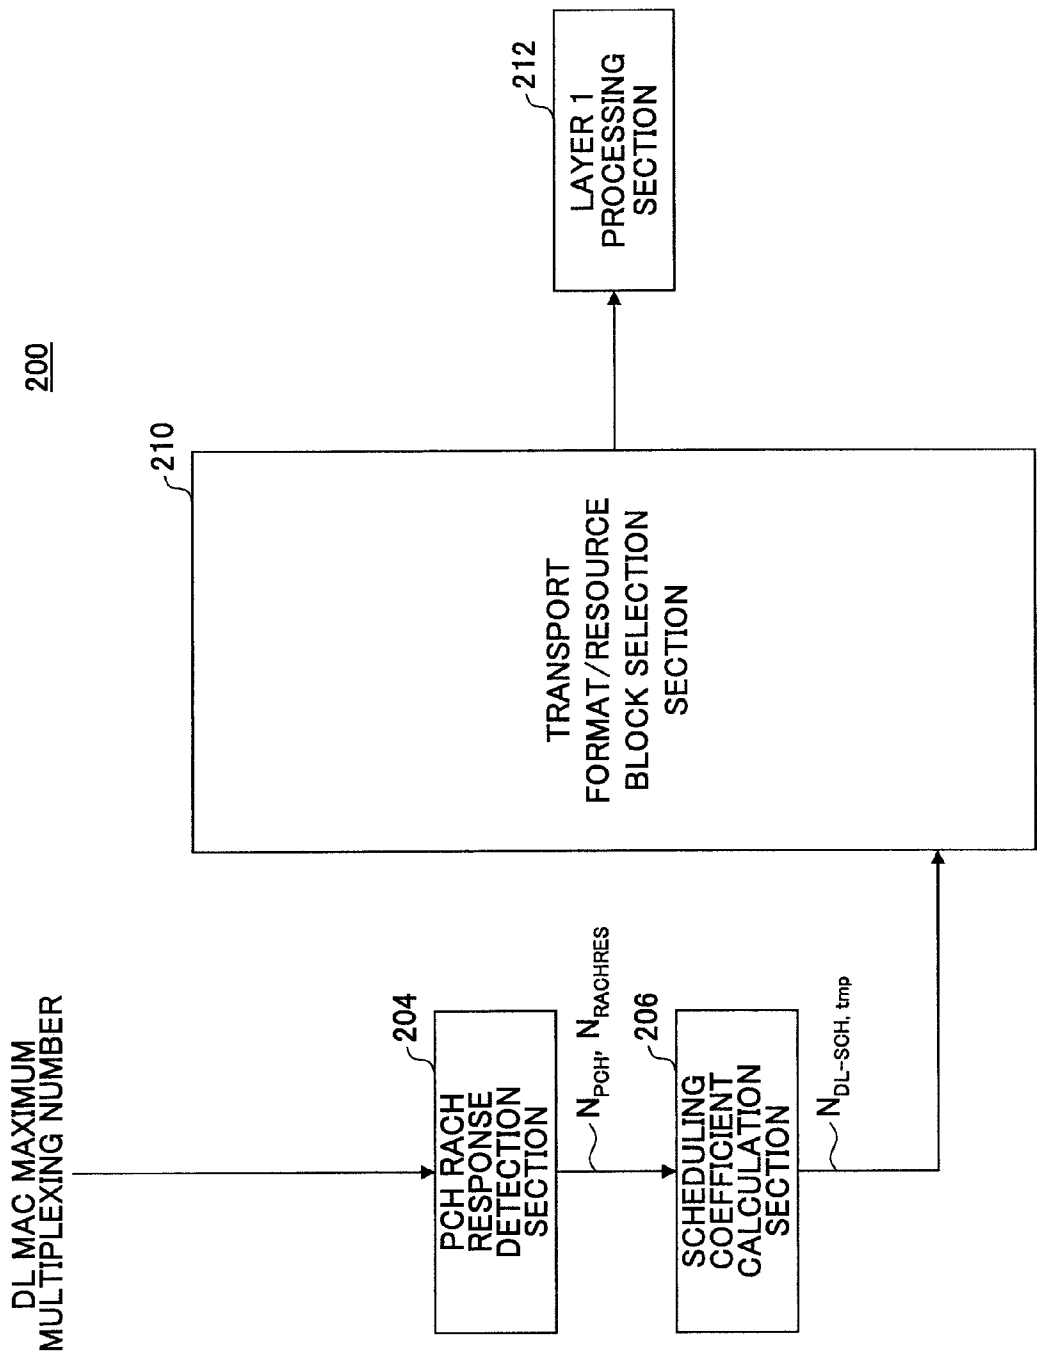 200
DL MAC MAXIMUM
MULTIPLEXING NUMBER
204
PCH RACH
RESPONSE
DETECTION
SECTION
N_PCH, N_RACHRES
206
SCHEDULING
COEFFICIENT
CALCULATION
SECTION
N_DL-SCH, tmp
210
TRANSPORT
FORMAT/RESOURCE
BLOCK SELECTION
SECTION
212
LAYER 1
PROCESSING
SECTION